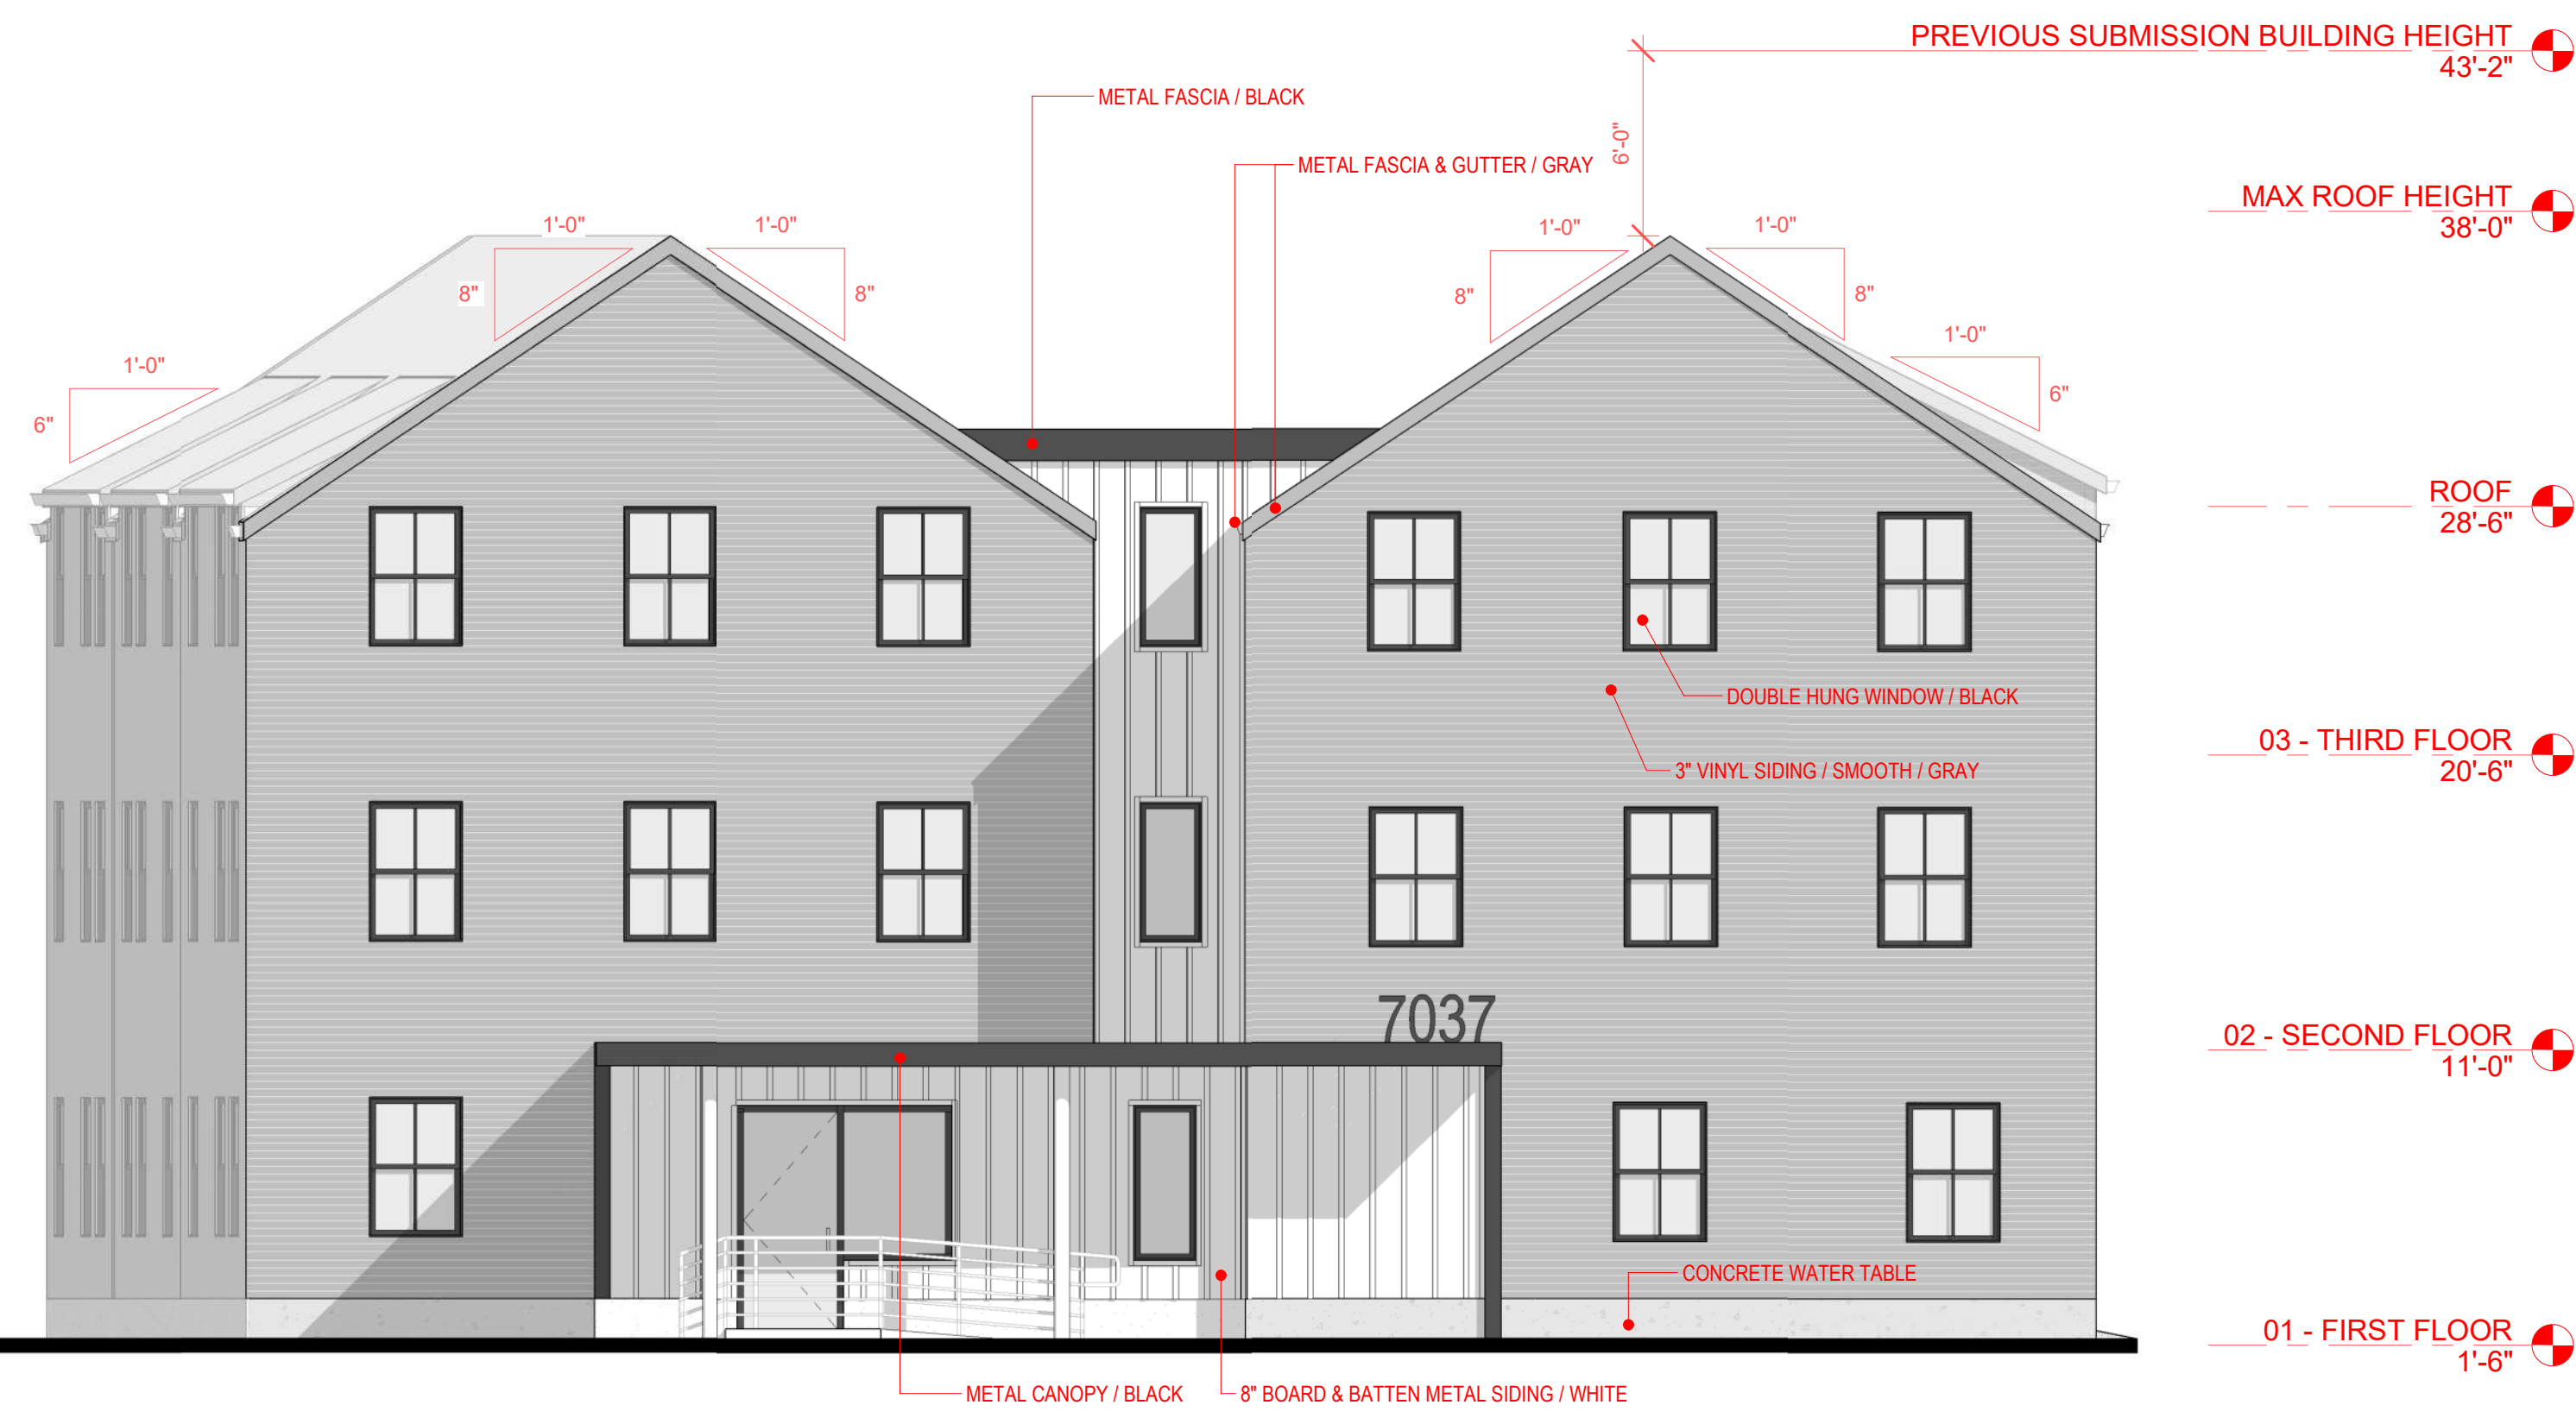 PREVIOUS SUBMISSION BUILDING HEIGHT
43'-2"
METAL FASCIA / BLACK
6'-0"
METAL FASCIA & GUTTER / GRAY
MAX ROOF HEIGHT
38'-0"
1'-0"
1'-0"
1'-0"
1'-0"
8"
8"
8"
8"
1'-0"
1'-0"
6"
6"
ROOF
28'-6"
DOUBLE HUNG WINDOW / BLACK
03 - THIRD FLOOR
20'-6"
3" VINYL SIDING / SMOOTH / GRAY
7037
02 - SECOND FLOOR
11'-0"
CONCRETE WATER TABLE
01 - FIRST FLOOR
1'-6"
METAL CANOPY / BLACK
8" BOARD & BATTEN METAL SIDING / WHITE